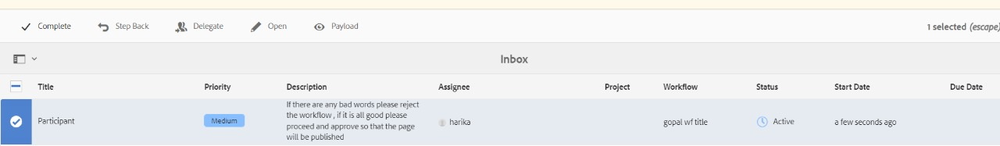 Complete Step Back Delegate Open Payload 1 selected (escape)
Inbox
Title Priority Description Assignee Project Workflow Status Start Date Due Date
If there are any bad words please reject
the workflow , if it is all good please
proceed and approve so that the page
will be published
Participant Medium harika gopal wf title Active a few seconds ago